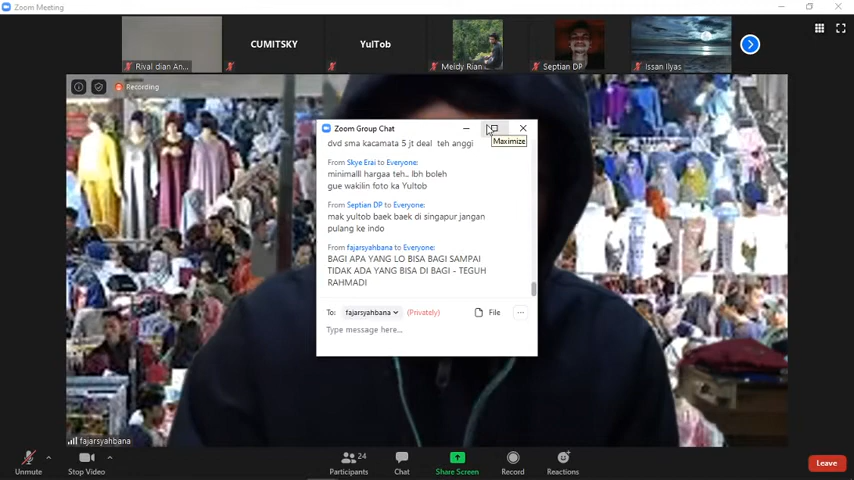 Zoom Meeting
Rival dian An...
CUMITSKY
YulTob
Meidy Rian
Septian DP
Issan Ilyas
Recording
Zoom Group Chat
Maximize
dvd sma kacamata 5 jt deal teh anggi
From Skye Erai to Everyone:
minimalll hargaa teh.. lbh boleh
gue wakilin foto ka Yultob
From Septian DP to Everyone:
mak yultob baek baek di singapur jangan
pulang ke indo
From fajarsyahbana to Everyone:
BAGI APA YANG LO BISA BAGI SAMPAI
TIDAK ADA YANG BISA DI BAGI - TEGUH
RAHMADI
To: fajarsyahbana (Privately) File
Type message here...
fajarsyahbana
Unmute
Stop Video
Participants 24
Chat
Share Screen
Record
Reactions
Leave